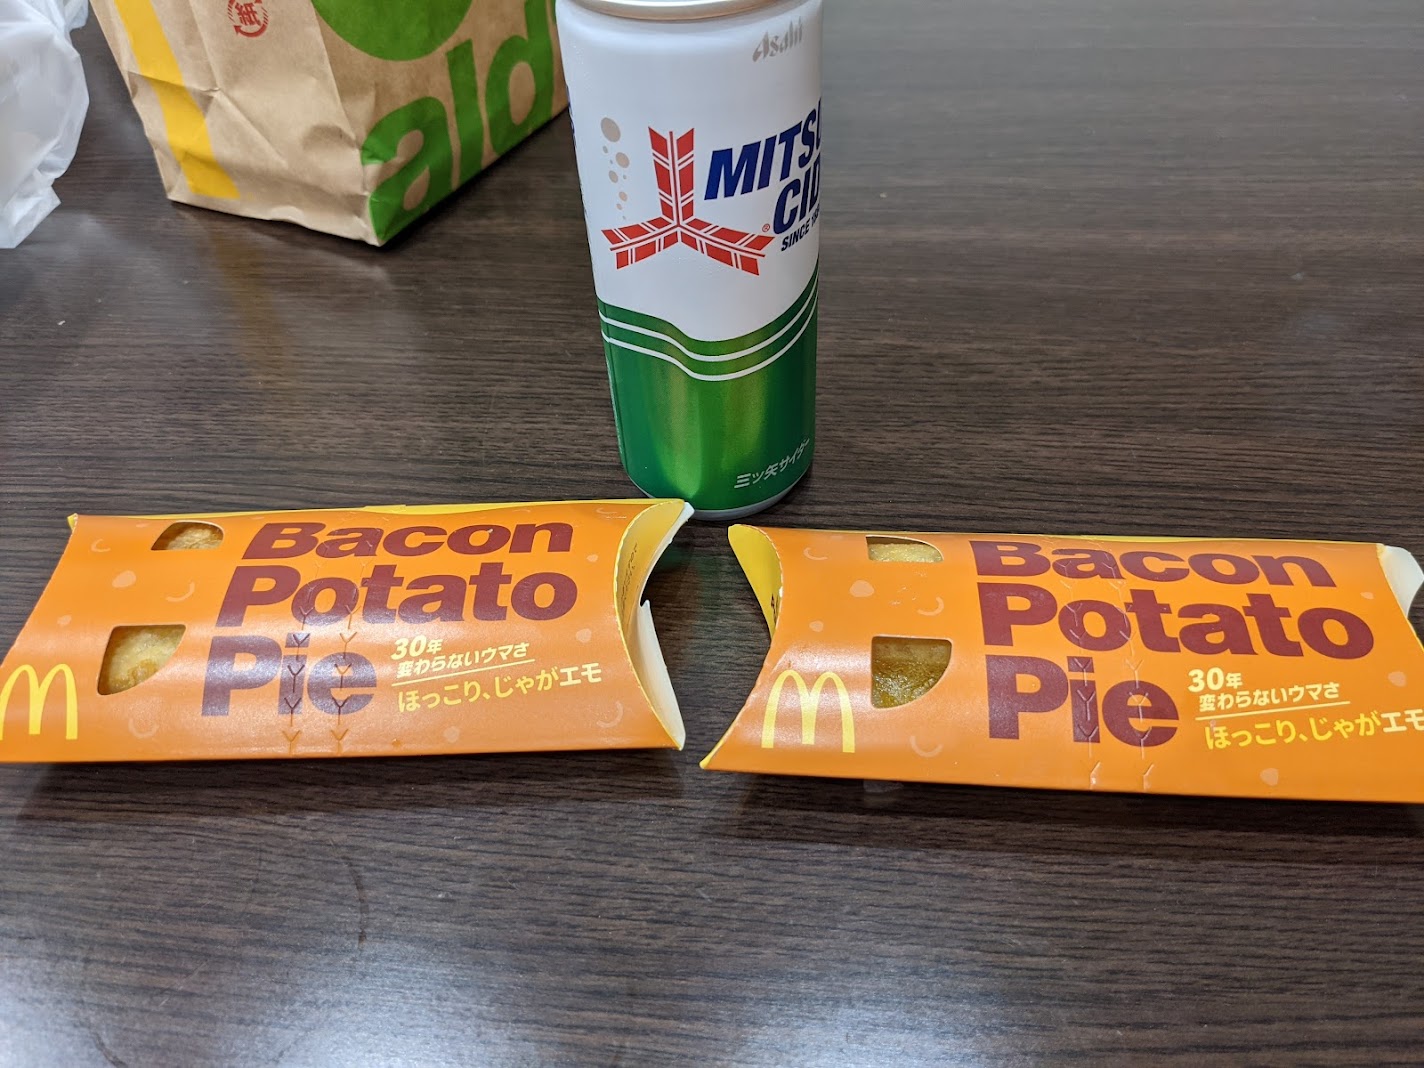 紙
ald
Asahi
MITSU
CID
®
SINCE
三ツ矢サイダー
Bacon
Potato
Pie
30年
変わらないウマさ
ほっこり、じゃがエモ
Bacon
Potato
Pie
30年
変わらないウマさ
ほっこり、じゃがエモ